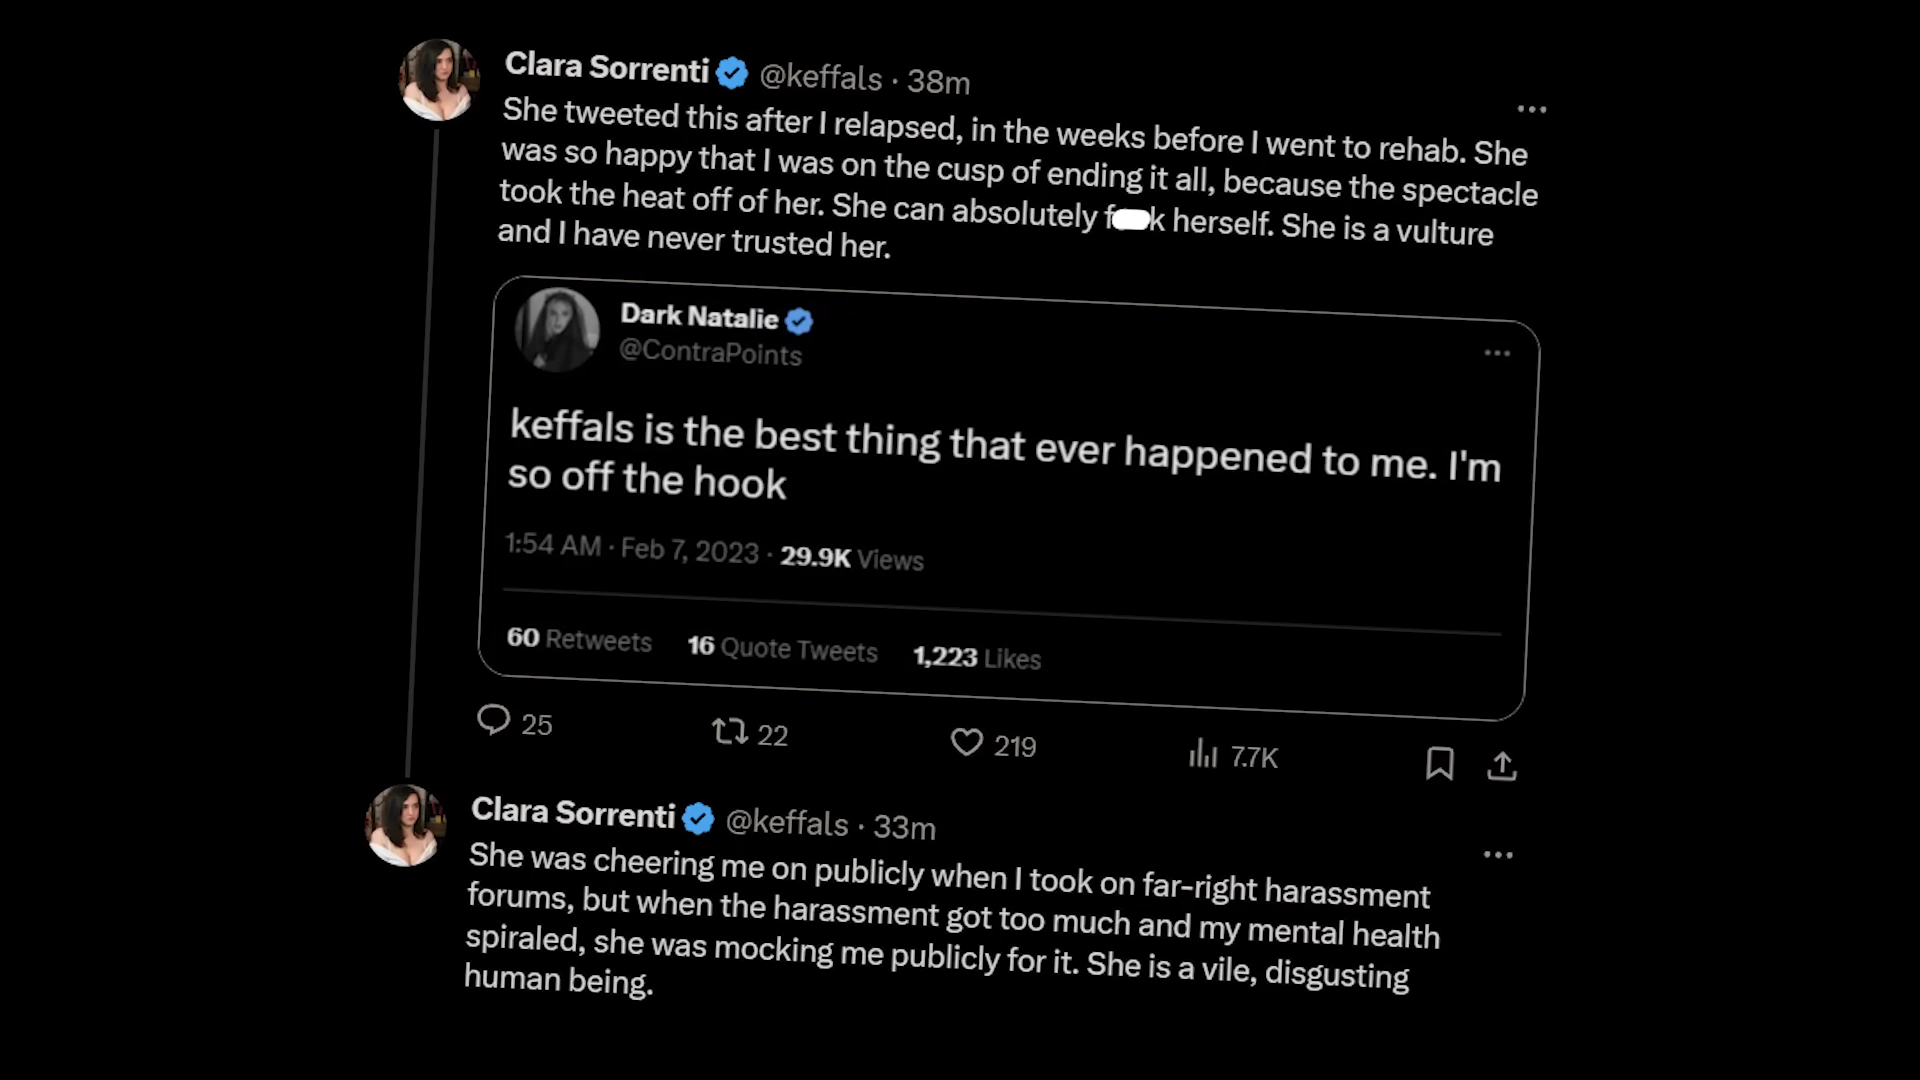 Clara Sorrenti @keffals · 38m
She tweeted this after I relapsed, in the weeks before I went to rehab. She
was so happy that I was on the cusp of ending it all, because the spectacle
took the heat off of her. She can absolutely f k herself. She is a vulture
and I have never trusted her.
Dark Natalie
@ContraPoints
keffals is the best thing that ever happened to me. I'm
so off the hook
1:54 AM · Feb 7, 2023 · 29.9K Views
60 Retweets 16 Quote Tweets 1,223 Likes
25 22 219 7.7K
Clara Sorrenti @keffals · 33m
She was cheering me on publicly when I took on far-right harassment
forums, but when the harassment got too much and my mental health
spiraled, she was mocking me publicly for it. She is a vile, disgusting
human being.